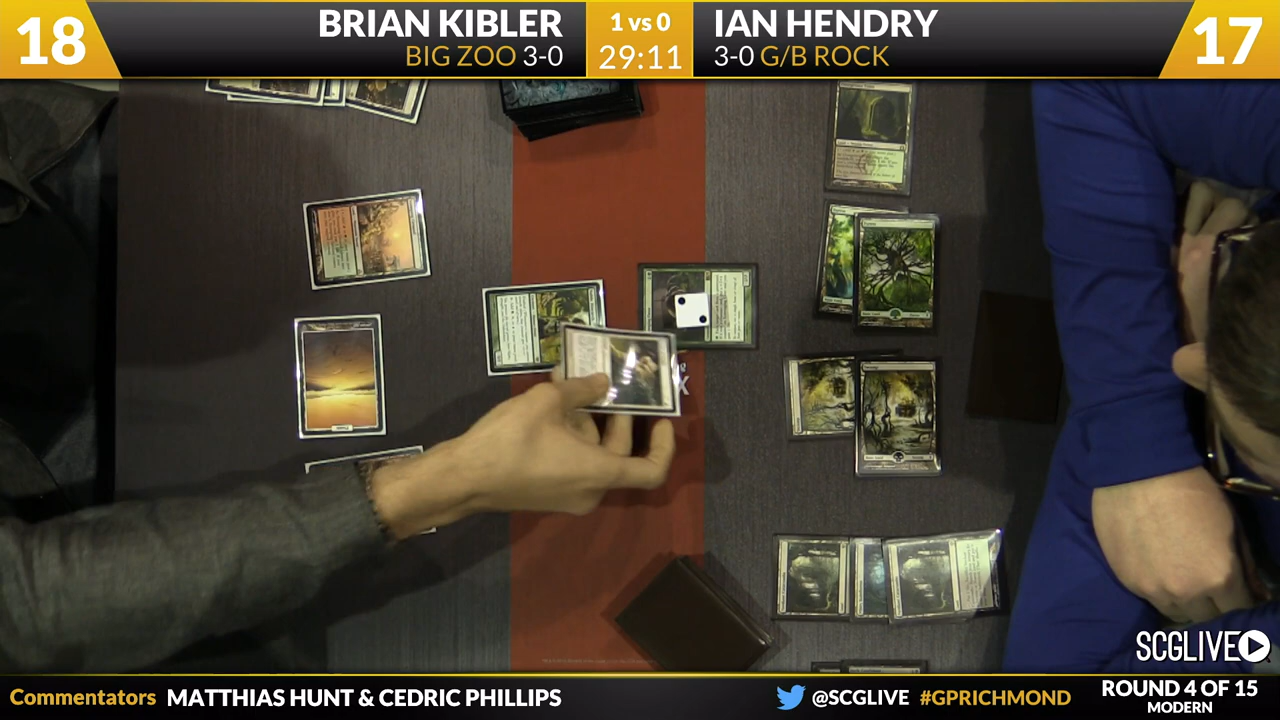 18
BRIAN KIBLER
BIG ZOO 3-0
1 vs 0
29:11
IAN HENDRY
3-0 G/B ROCK
17
SCGLIVE
Commentators MATTHIAS HUNT & CEDRIC PHILLIPS
@SCGLIVE #GPRICHMOND
ROUND 4 OF 15
MODERN